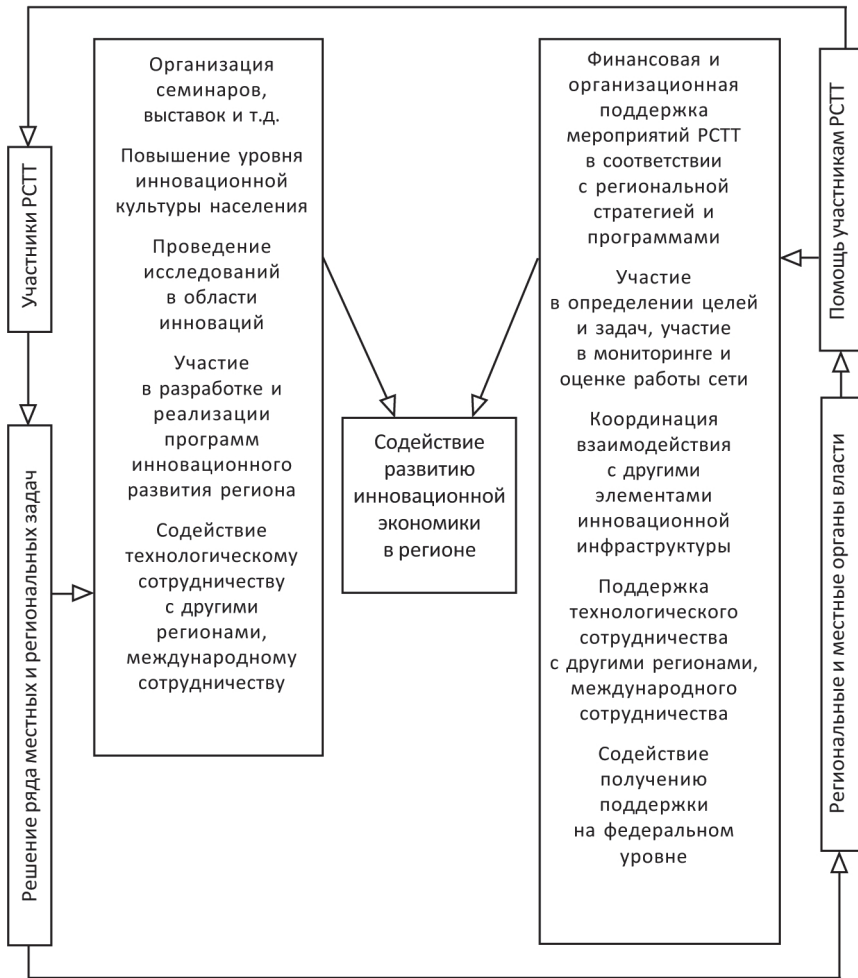 Участники РСТТ
Решение ряда местных и региональных задач
Организация
семинаров,
выставок и т.д.
Повышение уровня
инновационной
культуры населения
Проведение
исследований
в области
инноваций
Участие
в разработке и
реализации
программ
инновационного
развития региона
Содействие
технологическому
сотрудничеству
с другими
регионами,
международному
сотрудничеству
Содействие
развитию
инновационной
экономики
в регионе
Финансовая и
организационная
поддержка
мероприятий РСТТ
в соответствии
с региональной
стратегией и
программами
Участие
в определении целей
и задач, участие
в мониторинге и
оценке работы сети
Координация
взаимодействия
с другими
элементами
инновационной
инфраструктуры
Поддержка
технологического
сотрудничества
с другими регионами,
международного
сотрудничества
Содействие
получению
поддержки
на федеральном
уровне
Помощь участникам РСТТ
Региональные и местные органы власти